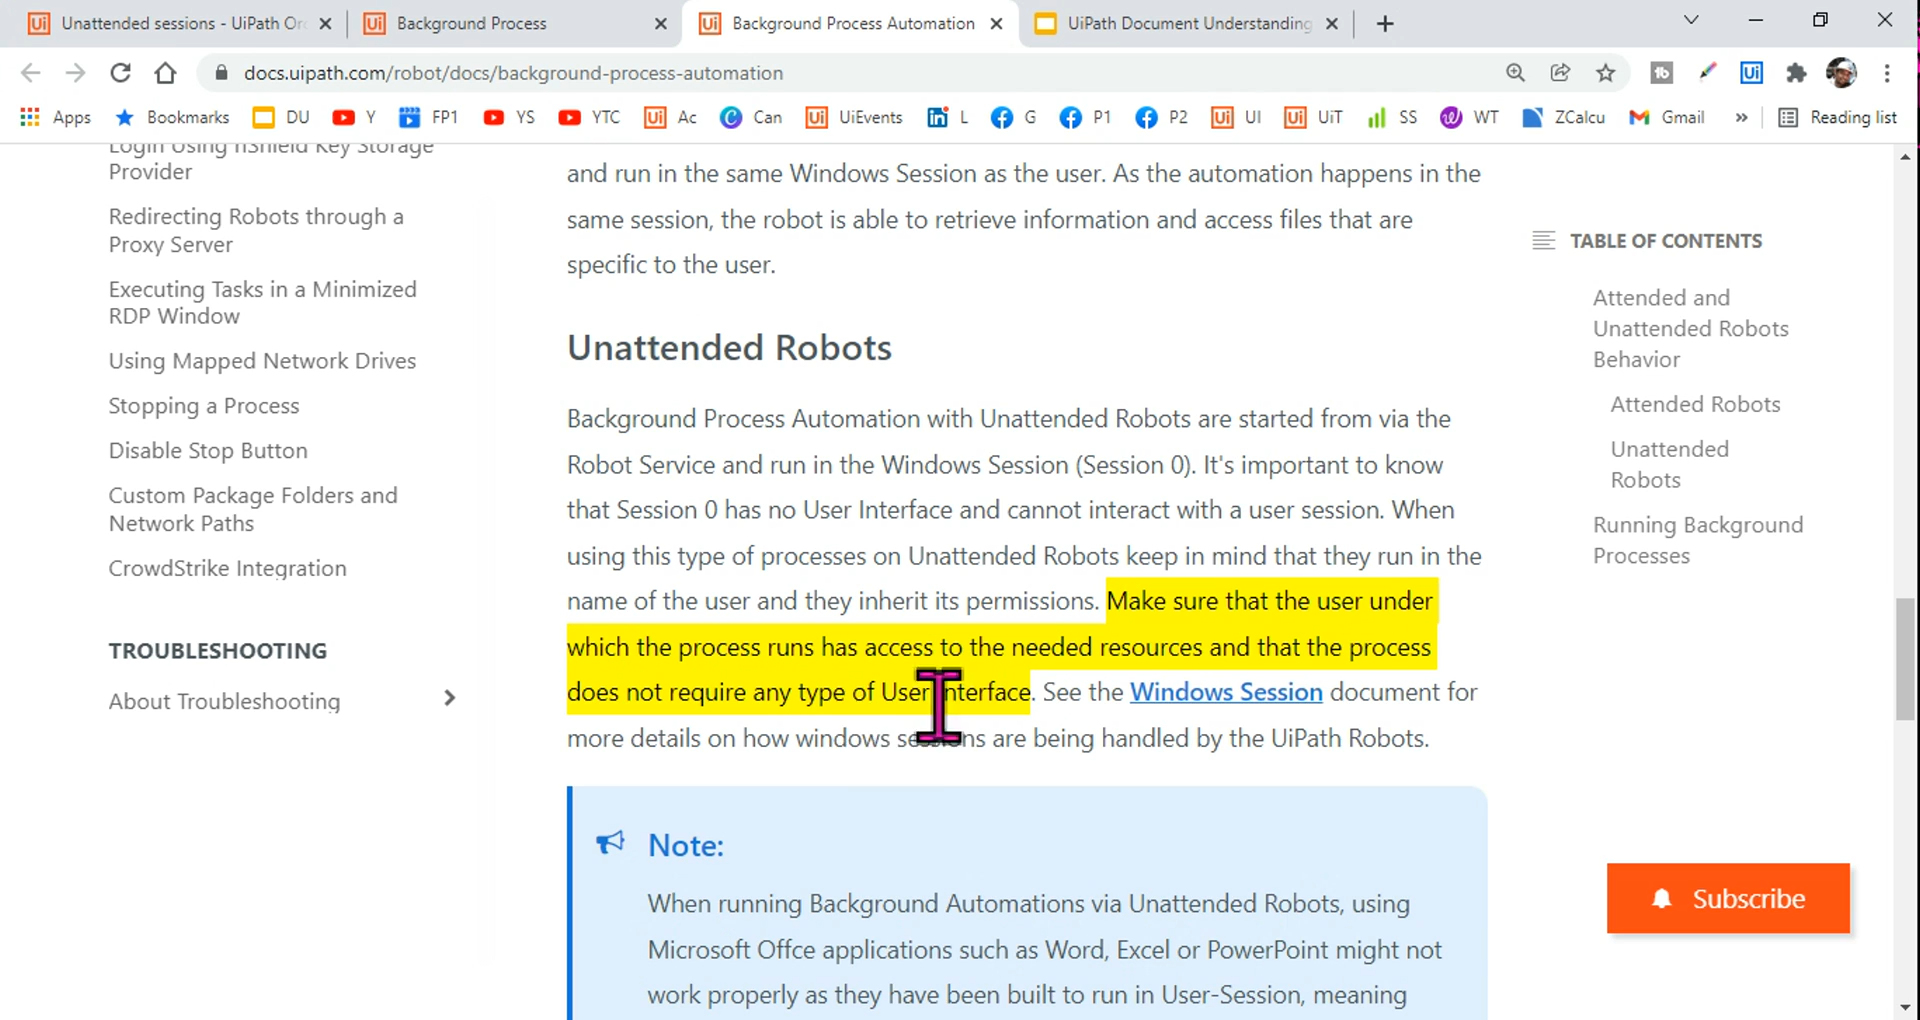 Unattended sessions - UiPath Or
Background Process
Background Process Automation
UiPath Document Understanding
docs.uipath.com/robot/docs/background-process-automation
Apps Bookmarks DU Y FP1 YS YTC Ac Can UiEvents L G P1 P2 UI UiT SS WT ZCalcu Gmail » Reading list
Login Using nShield Key Storage
Provider
Redirecting Robots through a
Proxy Server
Executing Tasks in a Minimized
RDP Window
Using Mapped Network Drives
Stopping a Process
Disable Stop Button
Custom Package Folders and
Network Paths
CrowdStrike Integration
TROUBLESHOOTING
About Troubleshooting
and run in the same Windows Session as the user. As the automation happens in the
same session, the robot is able to retrieve information and access files that are
specific to the user.
Unattended Robots
Background Process Automation with Unattended Robots are started from via the
Robot Service and run in the Windows Session (Session 0). It's important to know
that Session 0 has no User Interface and cannot interact with a user session. When
using this type of processes on Unattended Robots keep in mind that they run in the
name of the user and they inherit its permissions. Make sure that the user under
which the process runs has access to the needed resources and that the process
does not require any type of User Interface. See the Windows Session document for
more details on how windows sessions are being handled by the UiPath Robots.
Note:
When running Background Automations via Unattended Robots, using
Microsoft Offce applications such as Word, Excel or PowerPoint might not
work properly as they have been built to run in User-Session, meaning
TABLE OF CONTENTS
Attended and
Unattended Robots
Behavior
Attended Robots
Unattended
Robots
Running Background
Processes
Subscribe